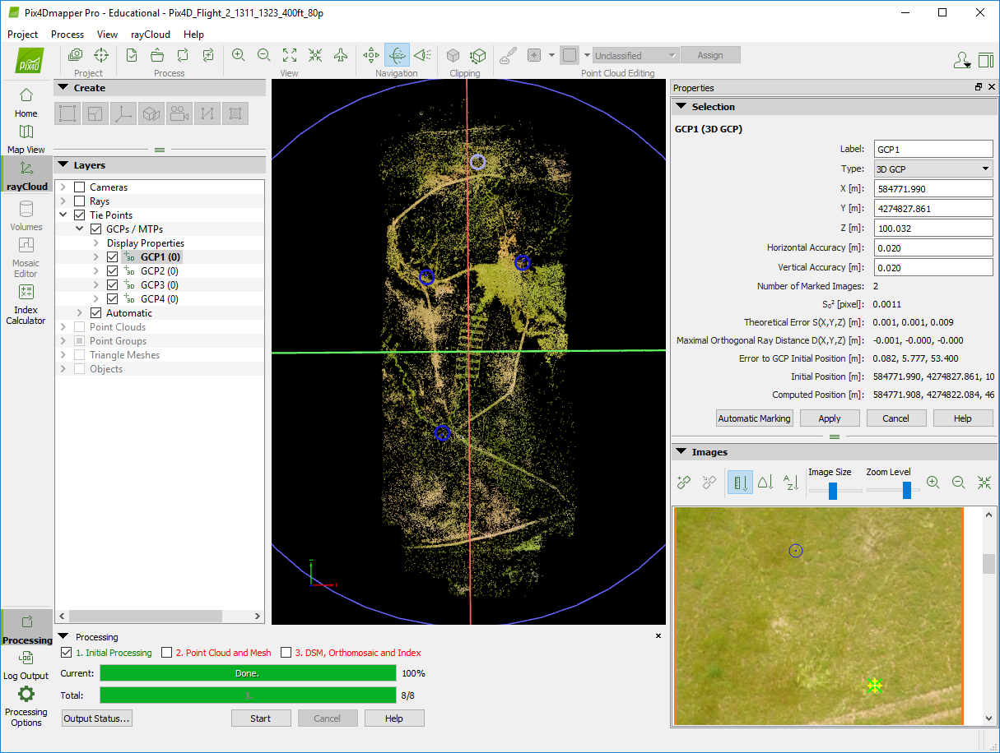 Pix4Dmapper Pro - Educational - Pix4D_Flight_2_1311_1323_400ft_80p
Project Process View rayCloud Help
PIX4D
Project Process View Navigation Clipping Point Cloud Editing
Unclassified Assign
Home
Map View
rayCloud
Volumes
Mosaic
Editor
Index
Calculator
Processing
Log Output
Processing
Options
Create
Layers
Cameras
Rays
Tie Points
GCPs / MTPs
Display Properties
3D GCP1 (0)
3D GCP2 (0)
3D GCP3 (0)
3D GCP4 (0)
Automatic
Point Clouds
Point Groups
Triangle Meshes
Objects
Properties
Selection
GCP1 (3D GCP)
Label: GCP1
Type: 3D GCP
X [m]: 584771.990
Y [m]: 4274827.861
Z [m]: 100.032
Horizontal Accuracy [m]: 0.020
Vertical Accuracy [m]: 0.020
Number of Marked Images: 2
S₀² [pixel]: 0.0011
Theoretical Error S(X,Y,Z) [m]: 0.001, 0.001, 0.009
Maximal Orthogonal Ray Distance D(X,Y,Z) [m]: -0.001, -0.000, -0.000
Error to GCP Initial Position [m]: 0.082, 5.777, 53.400
Initial Position [m]: 584771.990, 4274827.861, 10
Computed Position [m]: 584771.908, 4274822.084, 46
Automatic Marking Apply Cancel Help
Images
Image Size Zoom Level
A Z
Processing
1. Initial Processing 2. Point Cloud and Mesh 3. DSM, Orthomosaic and Index
Current: Done. 100%
Total: 1. 8/8
Output Status... Start Cancel Help